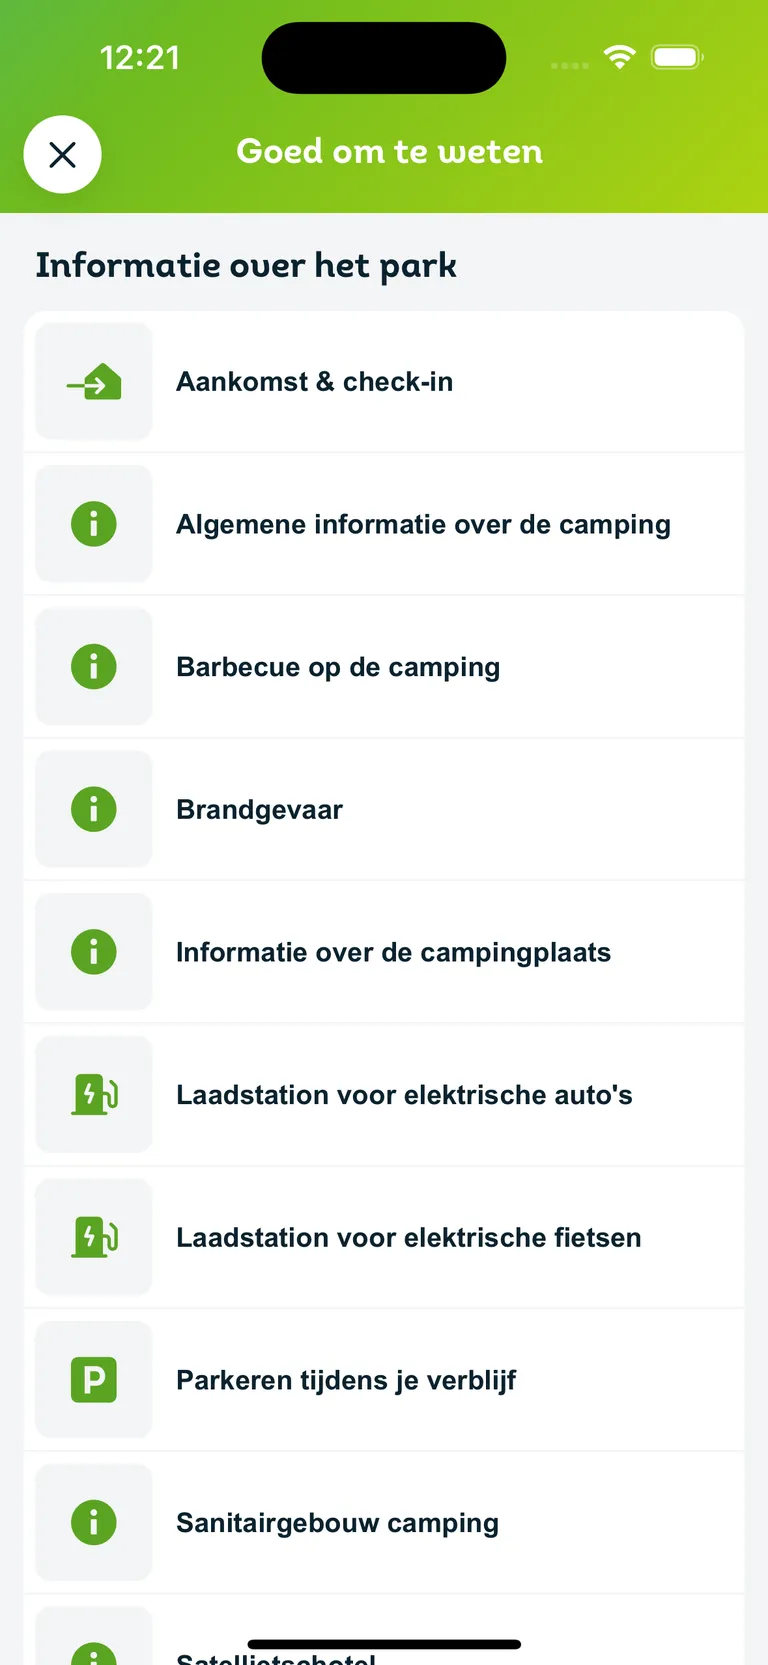 12:21
Goed om te weten
Informatie over het park
Aankomst & check-in
Algemene informatie over de camping
Barbecue op de camping
Brandgevaar
Informatie over de campingplaats
Laadstation voor elektrische auto's
Laadstation voor elektrische fietsen
P
Parkeren tijdens je verblijf
Sanitairgebouw camping
Satellietschotel